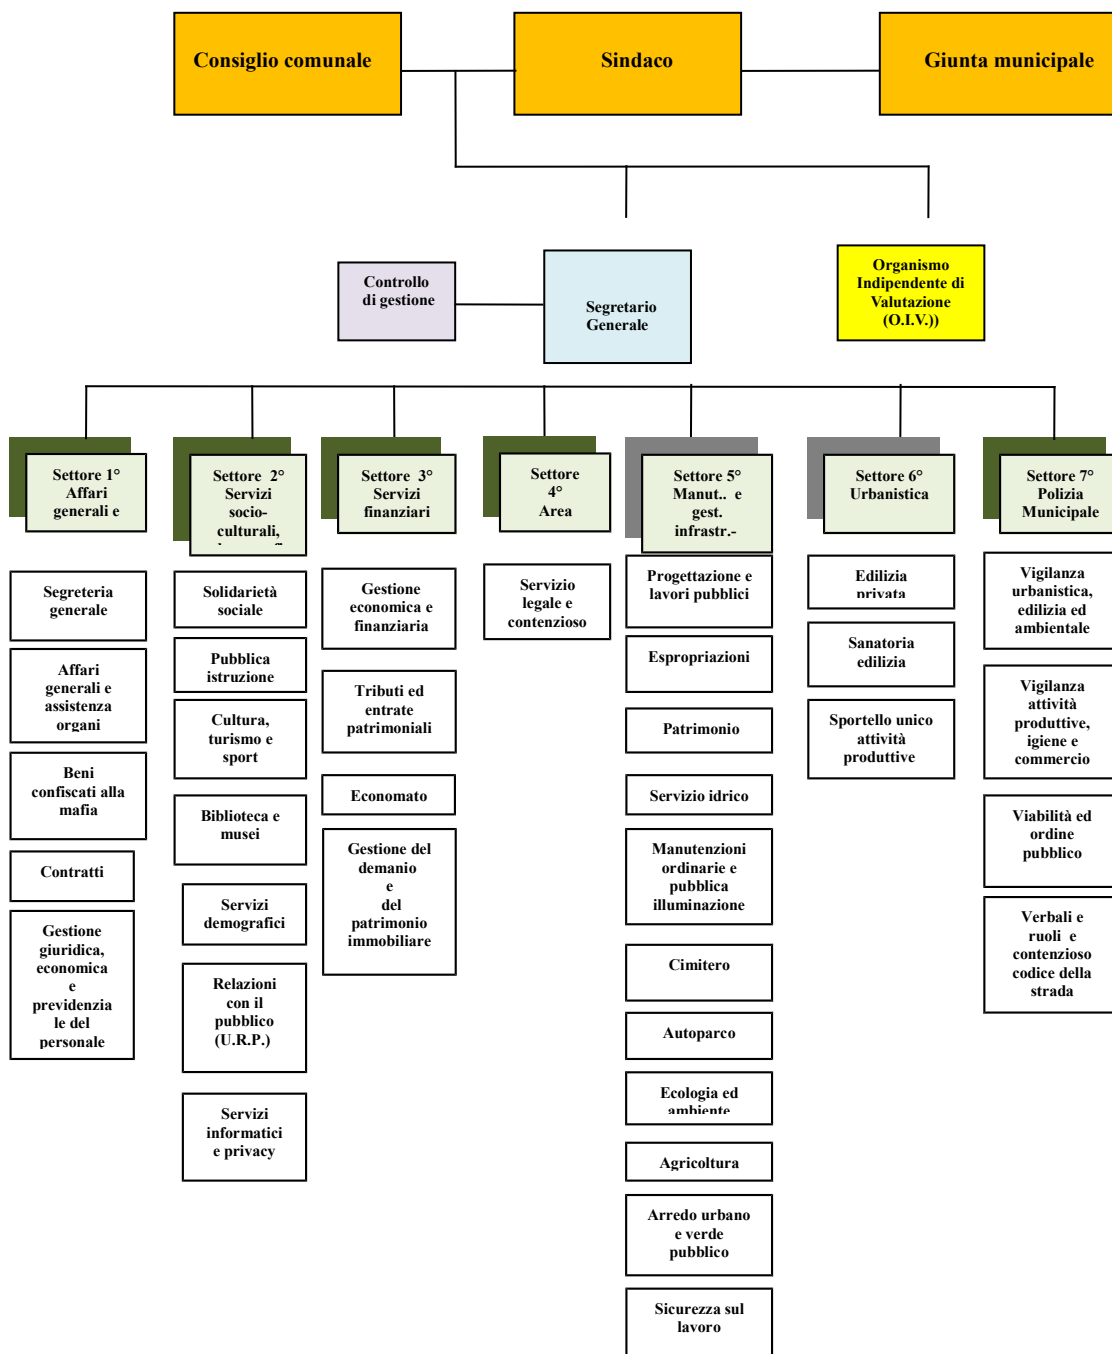 Consiglio comunale
Sindaco
Giunta municipale
Controllo
di gestione
Segretario
Generale
Organismo
Indipendente di
Valutazione
(O.I.V.))
Settore 1°
Affari
generali e
Settore 2°
Servizi
socio-
culturali,
Settore 3°
Servizi
finanziari
Settore
4°
Area
Settore 5°
Manut.. e
gest.
infrastr.-
Settore 6°
Urbanistica
Settore 7°
Polizia
Municipale
Segreteria
generale
Affari
generali e
assistenza
organi
Beni
confiscati alla
mafia
Contratti
Gestione
giuridica,
economica
e
previdenzia
le del
personale
Solidarietà
sociale
Pubblica
istruzione
Cultura,
turismo e
sport
Biblioteca e
musei
Servizi
demografici
Relazioni
con il
pubblico
(U.R.P.)
Servizi
informatici
e privacy
Gestione
economica e
finanziaria
Tributi ed
entrate
patrimoniali
Economato
Gestione del
demanio
e
del
patrimonio
immobiliare
Servizio
legale e
contenzioso
Progettazione e
lavori pubblici
Espropriazioni
Patrimonio
Servizio idrico
Manutenzioni
ordinarie e
pubblica
illuminazione
Cimitero
Autoparco
Ecologia ed
ambiente
Agricoltura
Arredo urbano
e verde
pubblico
Sicurezza sul
lavoro
Edilizia
privata
Sanatoria
edilizia
Sportello unico
attività
produttive
Vigilanza
urbanistica,
edilizia ed
ambientale
Vigilanza
attività
produttive,
igiene e
commercio
Viabilità ed
ordine
pubblico
Verbali e
ruoli e
contenzioso
codice della
strada